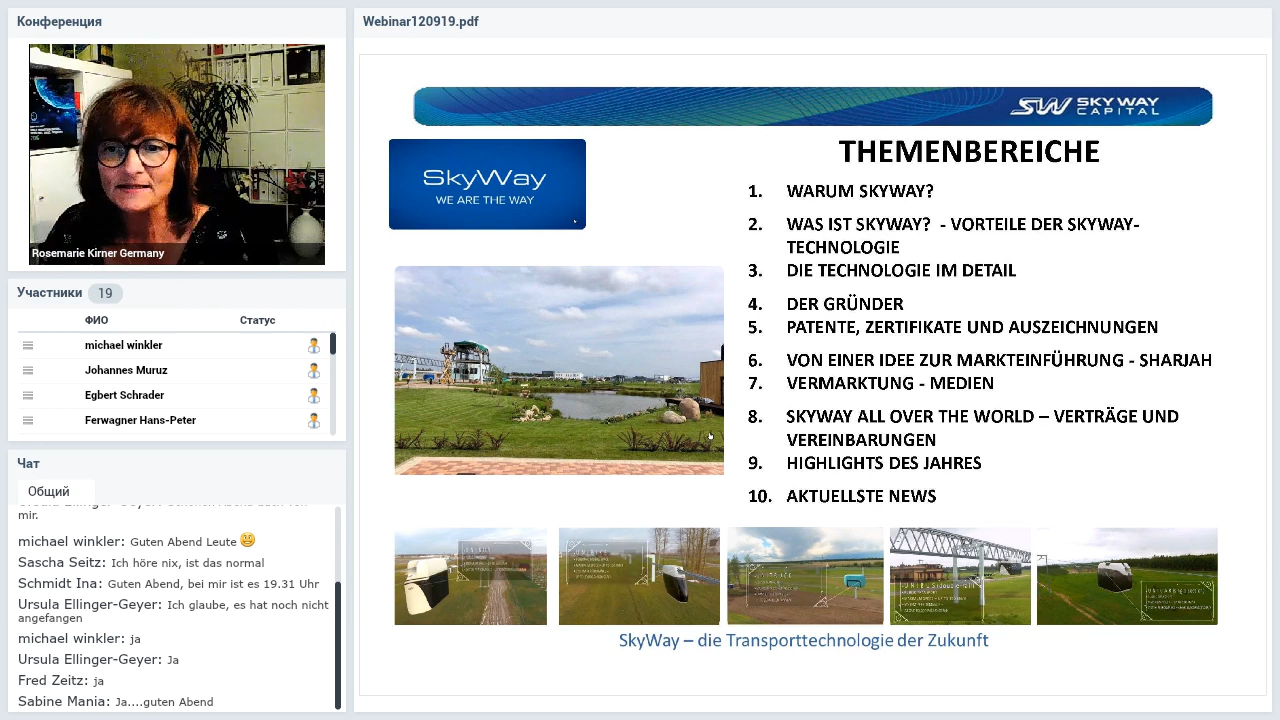 Конференция
Rosemarie Kirner Germany
Участники 19
ФИО Статус
michael winkler
Johannes Muruz
Egbert Schrader
Ferwagner Hans-Peter
Чат
Общий
mir.
michael winkler: Guten Abend Leute
Sascha Seitz: Ich höre nix, ist das normal
Schmidt Ina: Guten Abend, bei mir ist es 19.31 Uhr
Ursula Ellinger-Geyer: Ich glaube, es hat noch nicht
angefangen
michael winkler: ja
Ursula Ellinger-Geyer: Ja
Fred Zeitz: ja
Sabine Mania: Ja....guten Abend
Webinar120919.pdf
SW SKY WAY
CAPITAL
SkyWay
WE ARE THE WAY
THEMENBEREICHE
1. WARUM SKYWAY?
2. WAS IST SKYWAY? - VORTEILE DER SKYWAY-
TECHNOLOGIE
3. DIE TECHNOLOGIE IM DETAIL
4. DER GRÜNDER
5. PATENTE, ZERTIFIKATE UND AUSZEICHNUNGEN
6. VON EINER IDEE ZUR MARKTEINFÜHRUNG - SHARJAH
7. VERMARKTUNG - MEDIEN
8. SKYWAY ALL OVER THE WORLD – VERTRÄGE UND
VEREINBARUNGEN
9. HIGHLIGHTS DES JAHRES
10. AKTUELLSTE NEWS
SkyWay – die Transporttechnologie der Zukunft